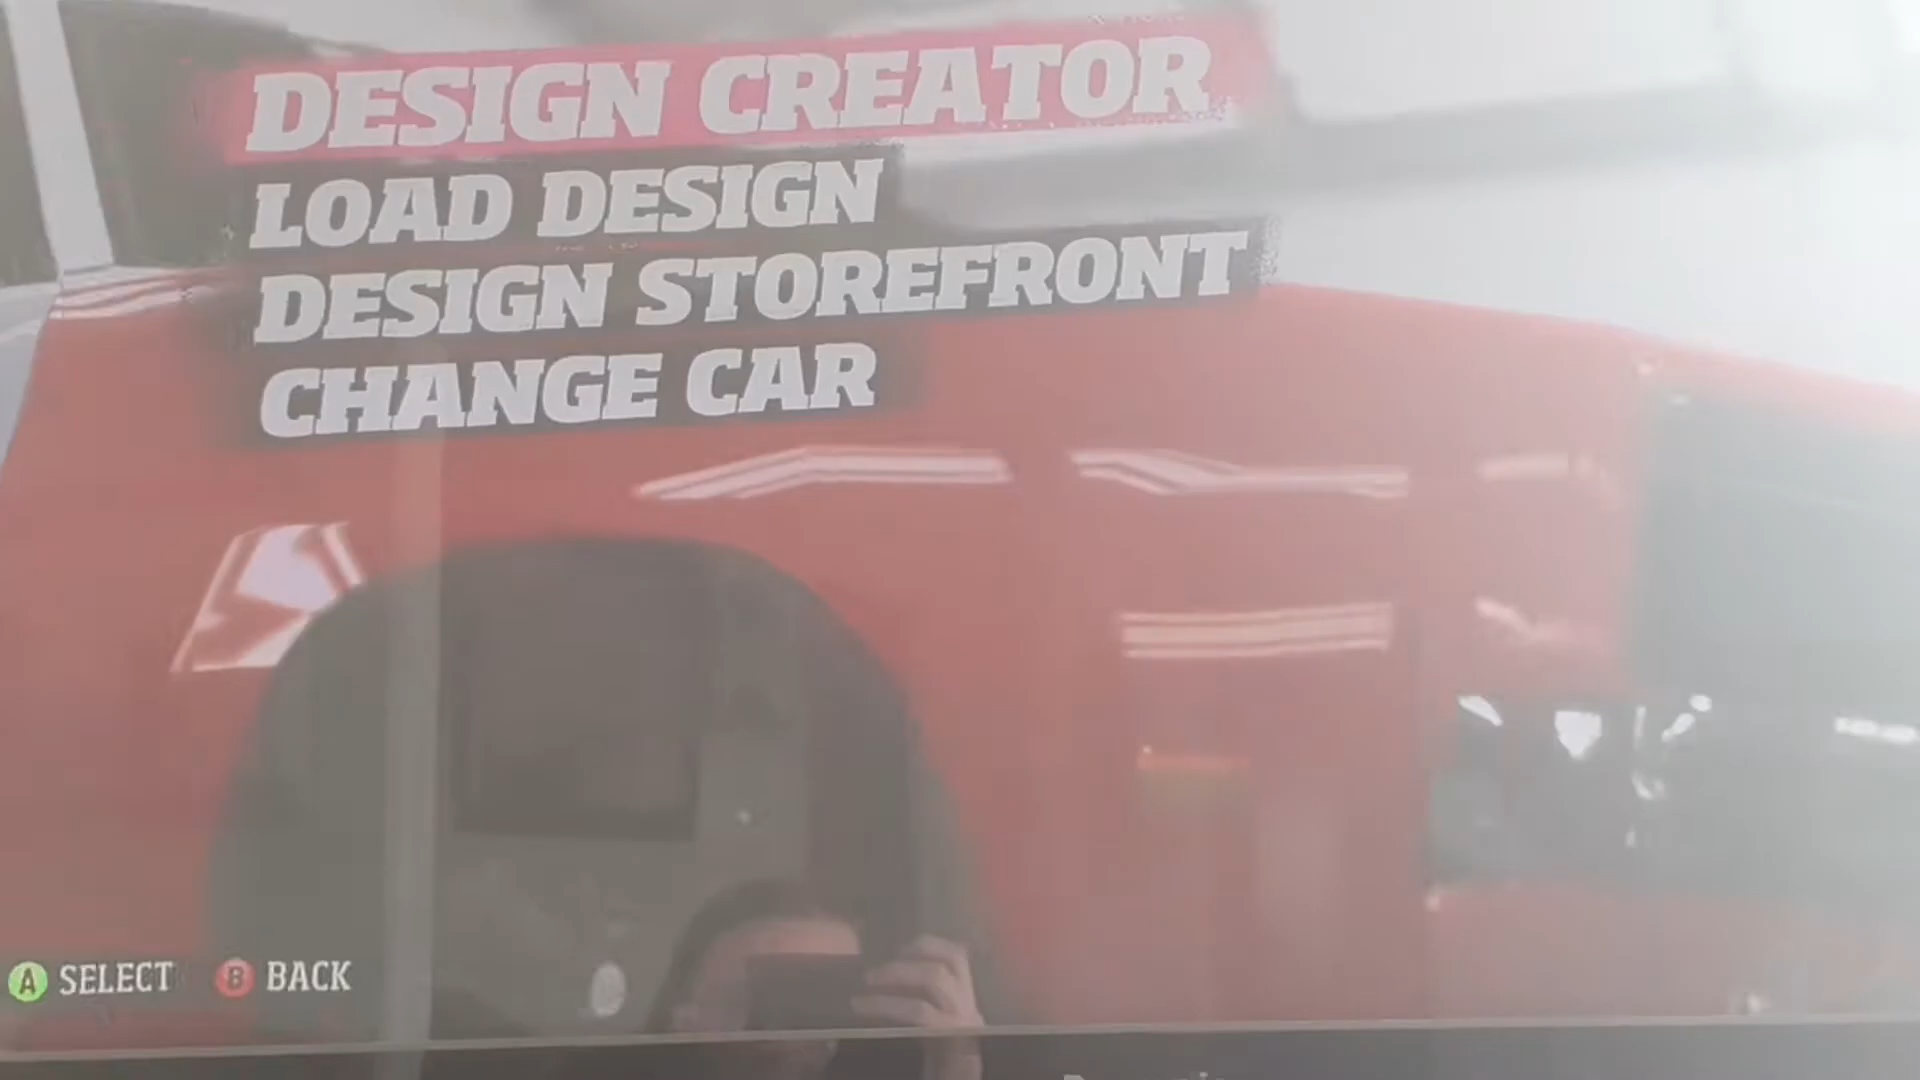 DESIGN CREATOR
LOAD DESIGN
DESIGN STOREFRONT
CHANGE CAR
A SELECT B BACK